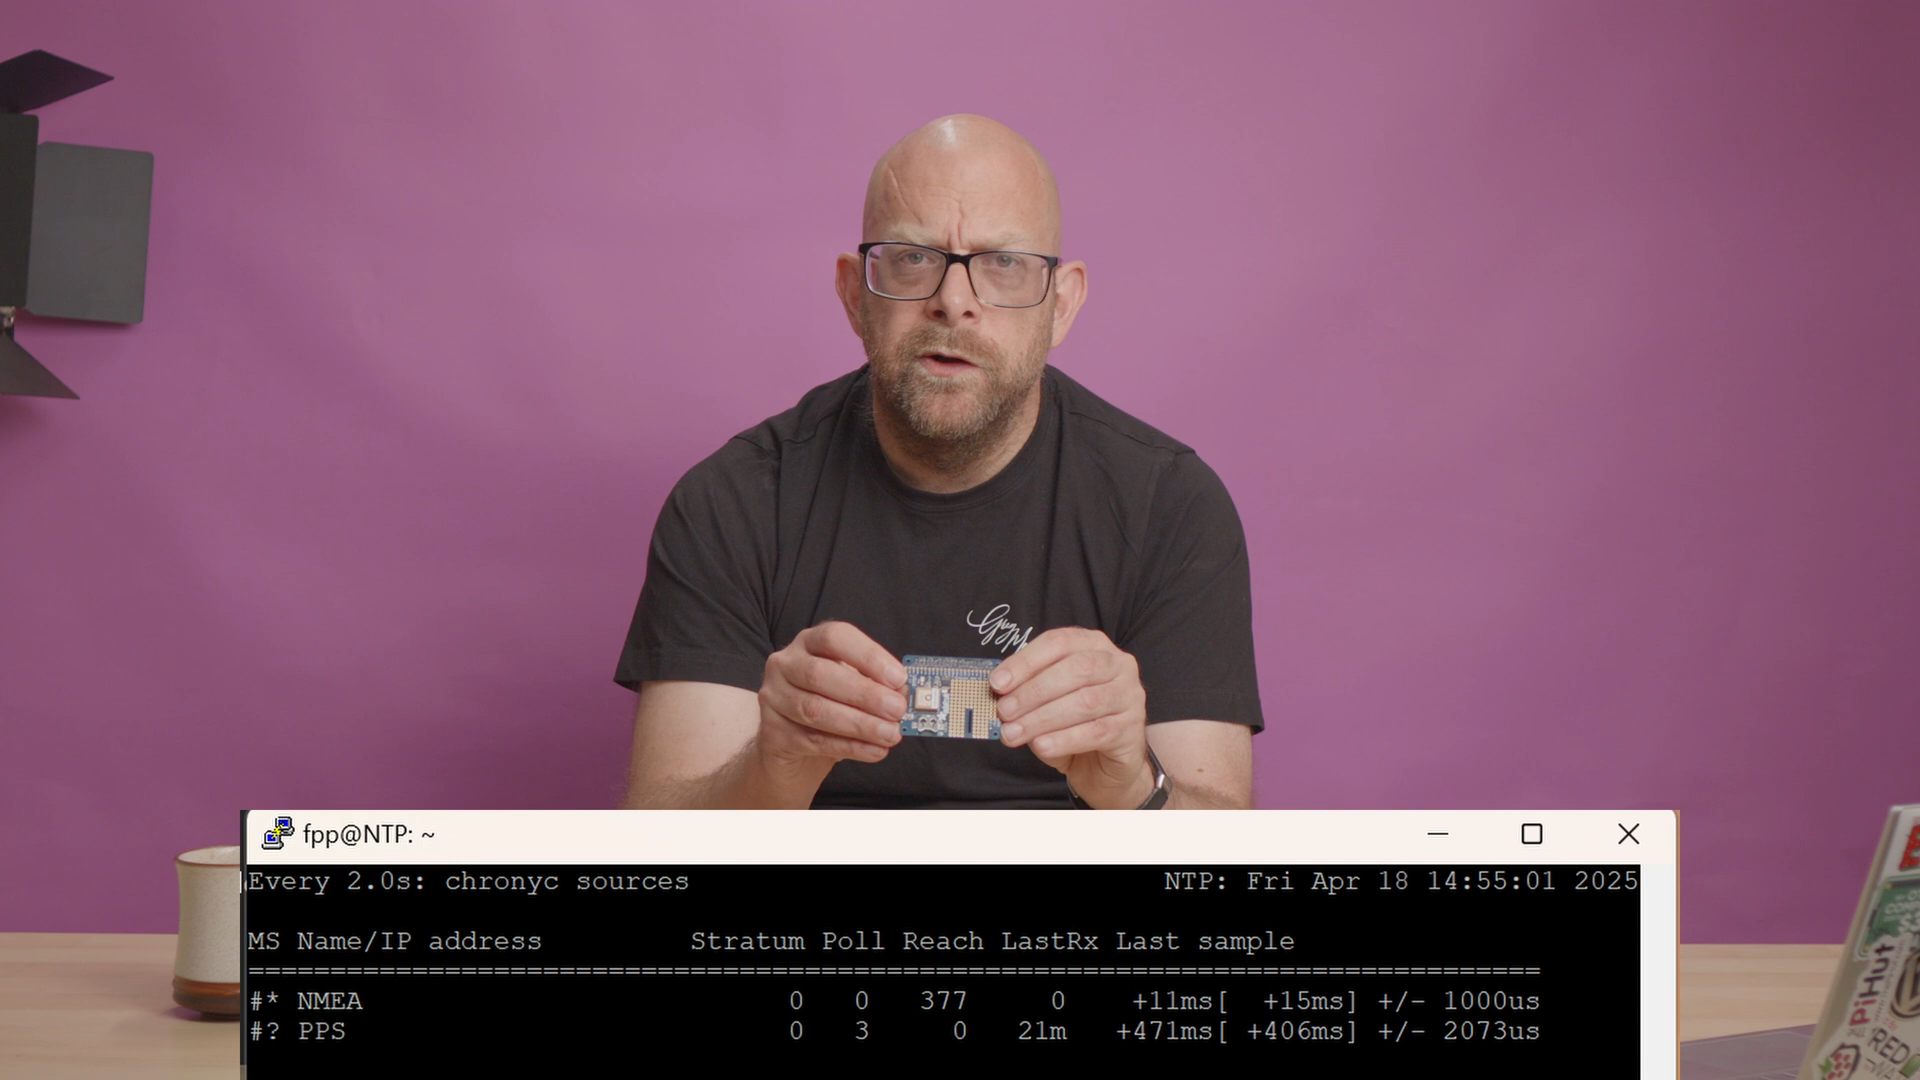 fpp@NTP: ~
Every 2.0s: chronyc sources NTP: Fri Apr 18 14:55:01 2025
MS Name/IP address Stratum Poll Reach LastRx Last sample
===============================================================================
#* NMEA 0 0 377 0 +11ms[ +15ms] +/- 1000us
#? PPS 0 3 0 21m +471ms[ +406ms] +/- 2073us
PiHut